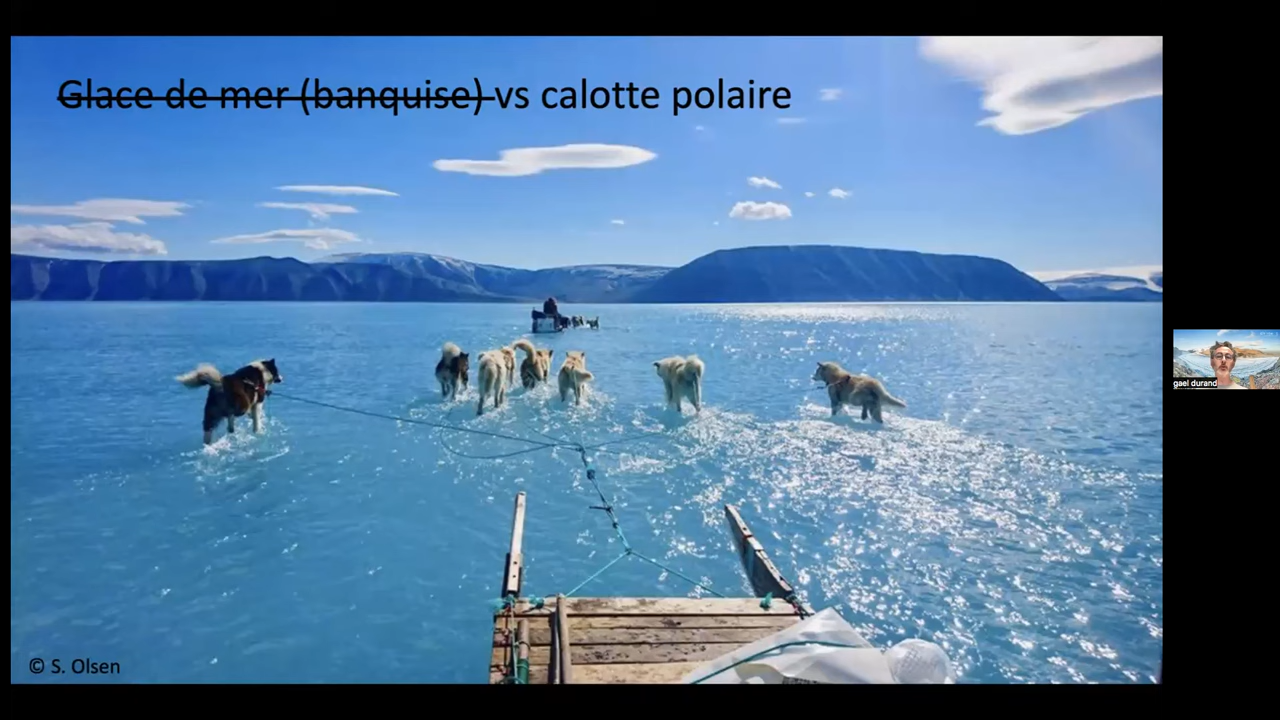 Glace de mer (banquise) vs calotte polaire
gael durand
© S. Olsen